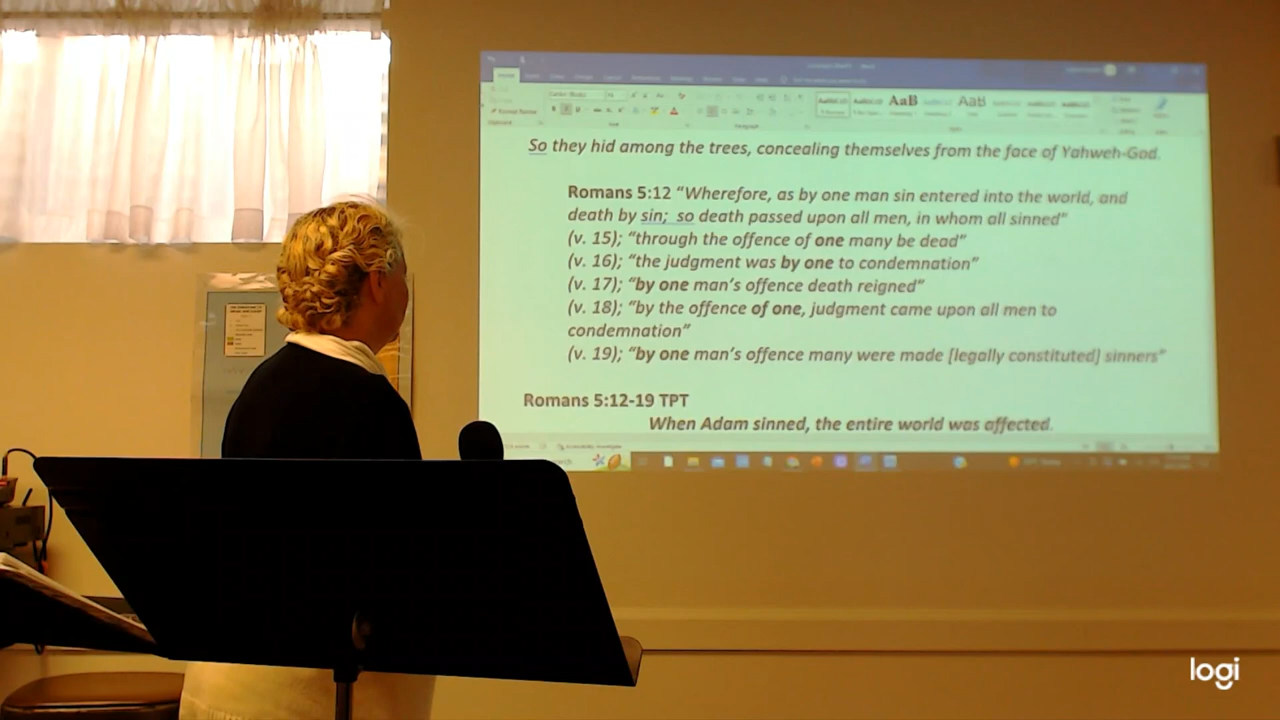 So they hid among the trees, concealing themselves from the face of Yahweh-God.
Romans 5:12 “Wherefore, as by one man sin entered into the world, and
death by sin;  so death passed upon all men, in whom all sinned”
(v. 15); “through the offence of one many be dead”
(v. 16); “the judgment was by one to condemnation”
(v. 17); “by one man’s offence death reigned”
(v. 18); “by the offence of one, judgment came upon all men to
condemnation”
(v. 19); “by one man’s offence many were made [legally constituted] sinners”
Romans 5:12-19 TPT
When Adam sinned, the entire world was affected.
logi